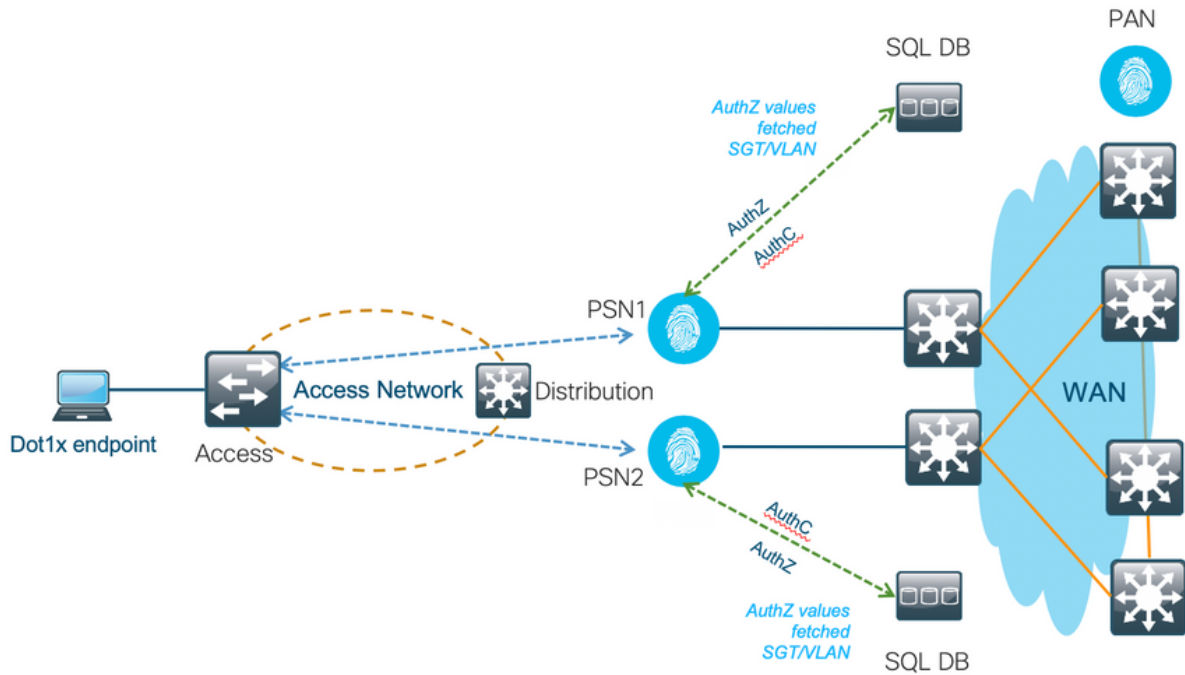 PAN
SQL DB
AuthZ values
fetched
SGT/VLAN
AuthZ
AuthC
PSN1
Access Network
Distribution
WAN
Dot1x endpoint
Access
PSN2
AuthC
AuthZ
AuthZ values
fetched
SGT/VLAN
SQL DB